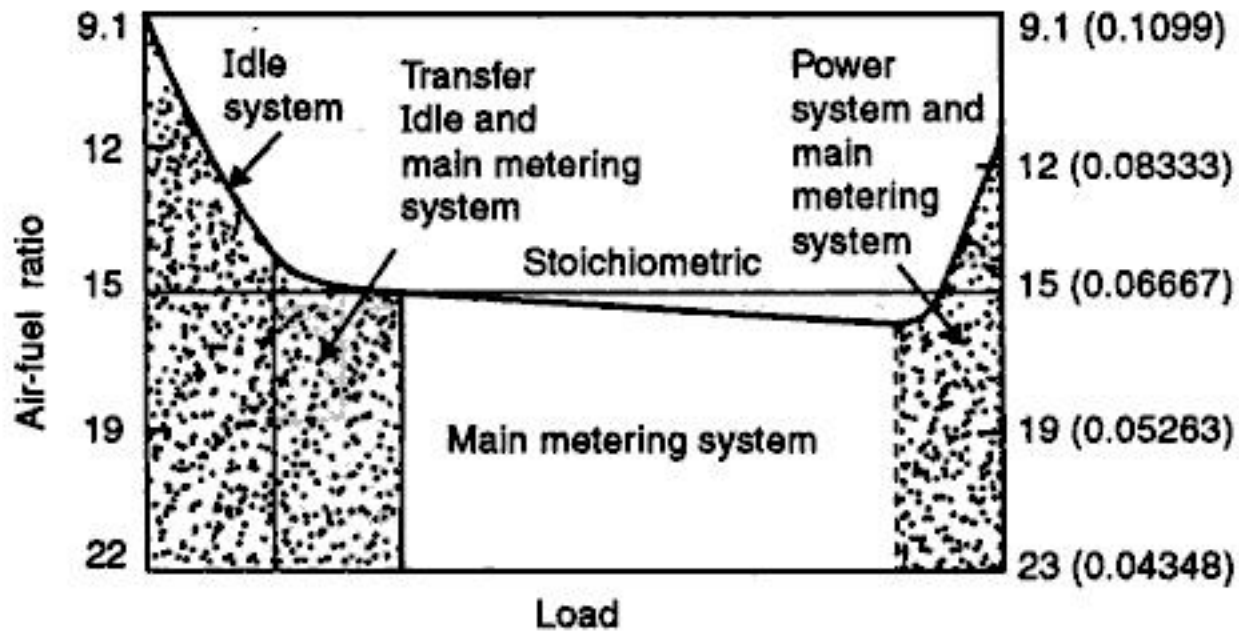 9.1
12
15
19
22
Air-fuel ratio
Idle
system
Transfer
Idle and
main metering
system
Power
system and
main
metering
system
Stoichiometric
Main metering system
9.1 (0.1099)
12 (0.08333)
15 (0.06667)
19 (0.05263)
23 (0.04348)
Load